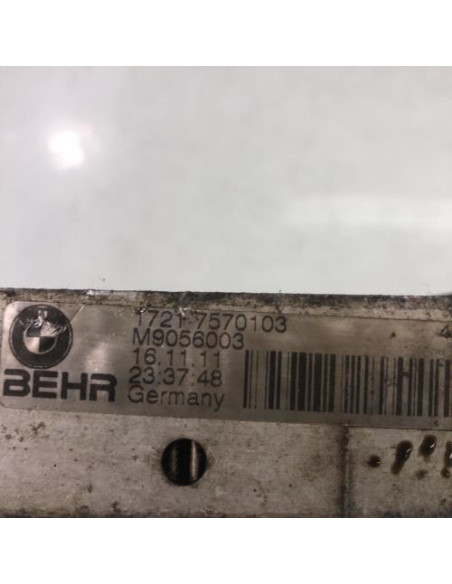 1721-7570103
M9056003
16.11.11
23:37:48
Germany
BEHR